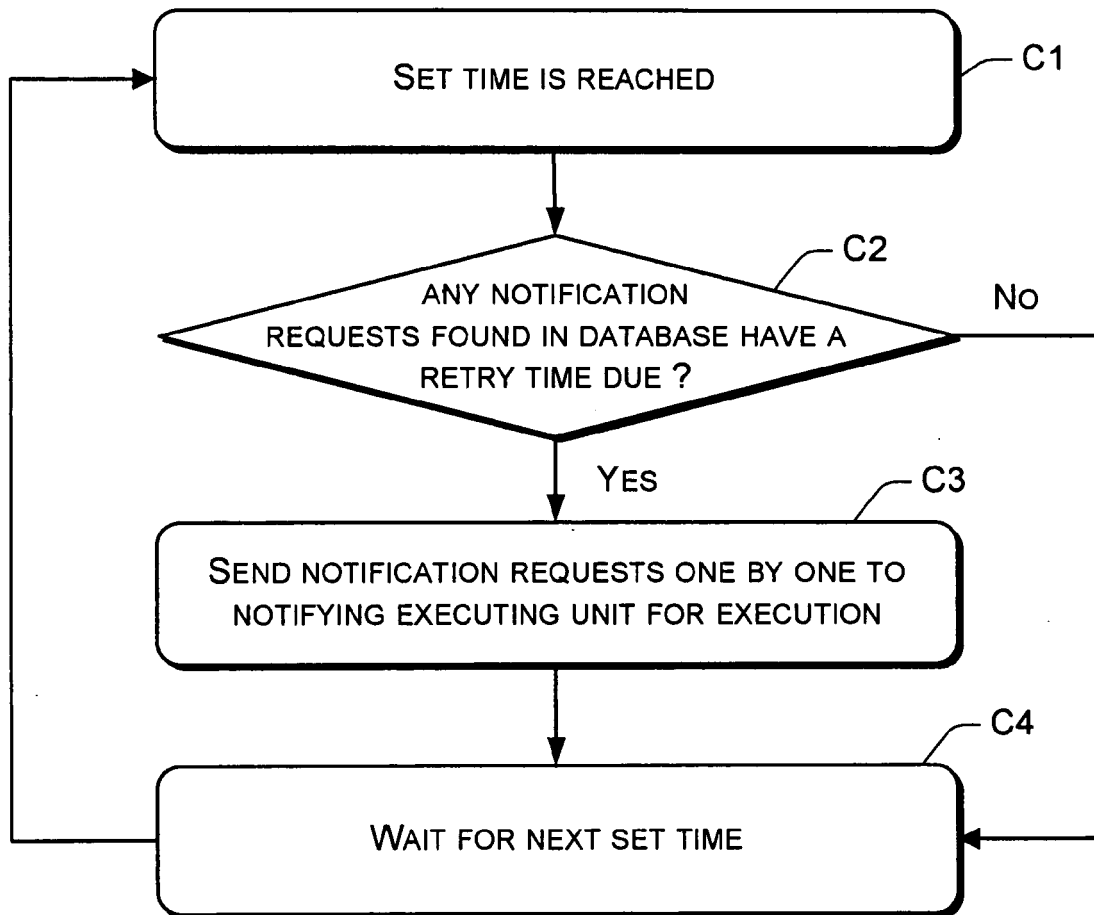 SET TIME IS REACHED
C1
C2
ANY NOTIFICATION
REQUESTS FOUND IN DATABASE HAVE A
RETRY TIME DUE ?
NO
YES
C3
SEND NOTIFICATION REQUESTS ONE BY ONE TO
NOTIFYING EXECUTING UNIT FOR EXECUTION
C4
WAIT FOR NEXT SET TIME